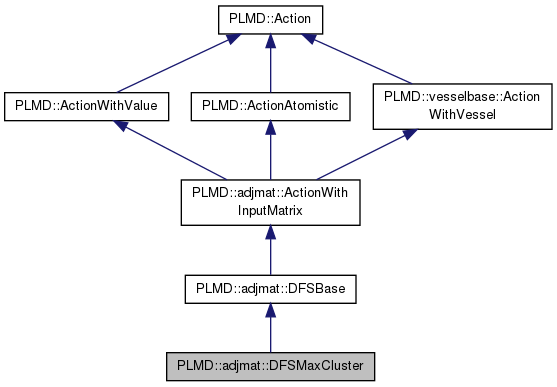 PLMD::Action
PLMD::ActionWithValue
PLMD::ActionAtomistic
PLMD::vesselbase::Action
WithVessel
PLMD::adjmat::ActionWith
InputMatrix
PLMD::adjmat::DFSBase
PLMD::adjmat::DFSMaxCluster